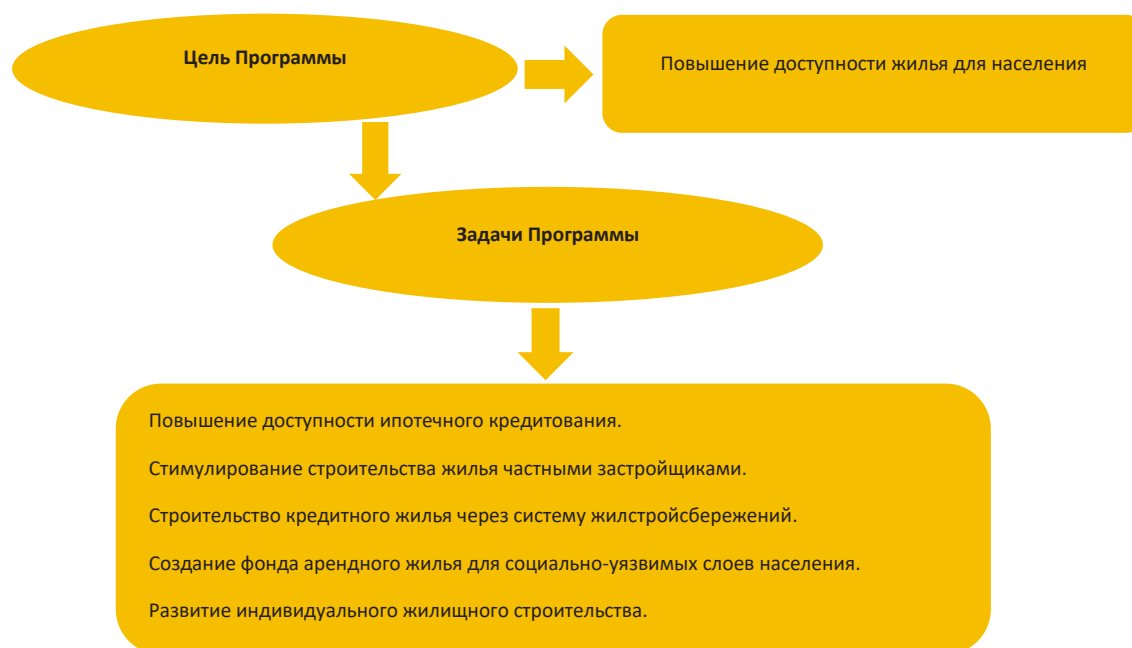 Цель Программы
Повышение доступности жилья для населения
Задачи Программы
Повышение доступности ипотечного кредитования.
Стимулирование строительства жилья частными застройщиками.
Строительство кредитного жилья через систему жилстройсбережений.
Создание фонда арендного жилья для социально-уязвимых слоев населения.
Развитие индивидуального жилищного строительства.